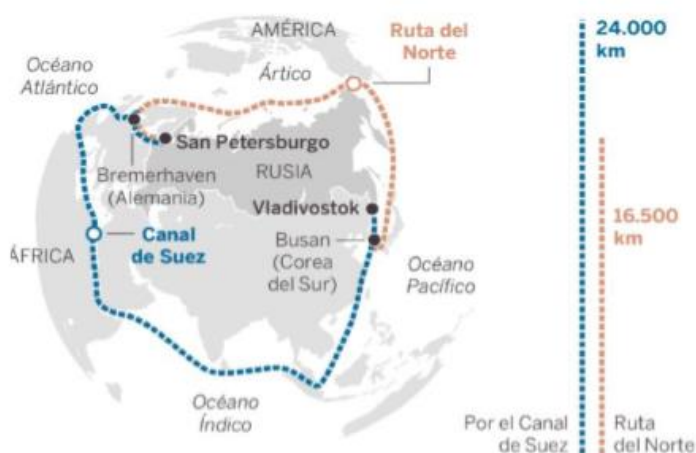 AMÉRICA
Ruta del
Norte
Océano
Atlántico
Ártico
San Petersburgo
Bremerhaven
(Alemania)
RUSIA
Vladivostok
ÁFRICA
Canal
de Suez
Busan
(Corea
del Sur)
Océano
Pacífico
Océano
Índico
24.000
km
16.500
km
Por el Canal
de Suez
Ruta
del Norte